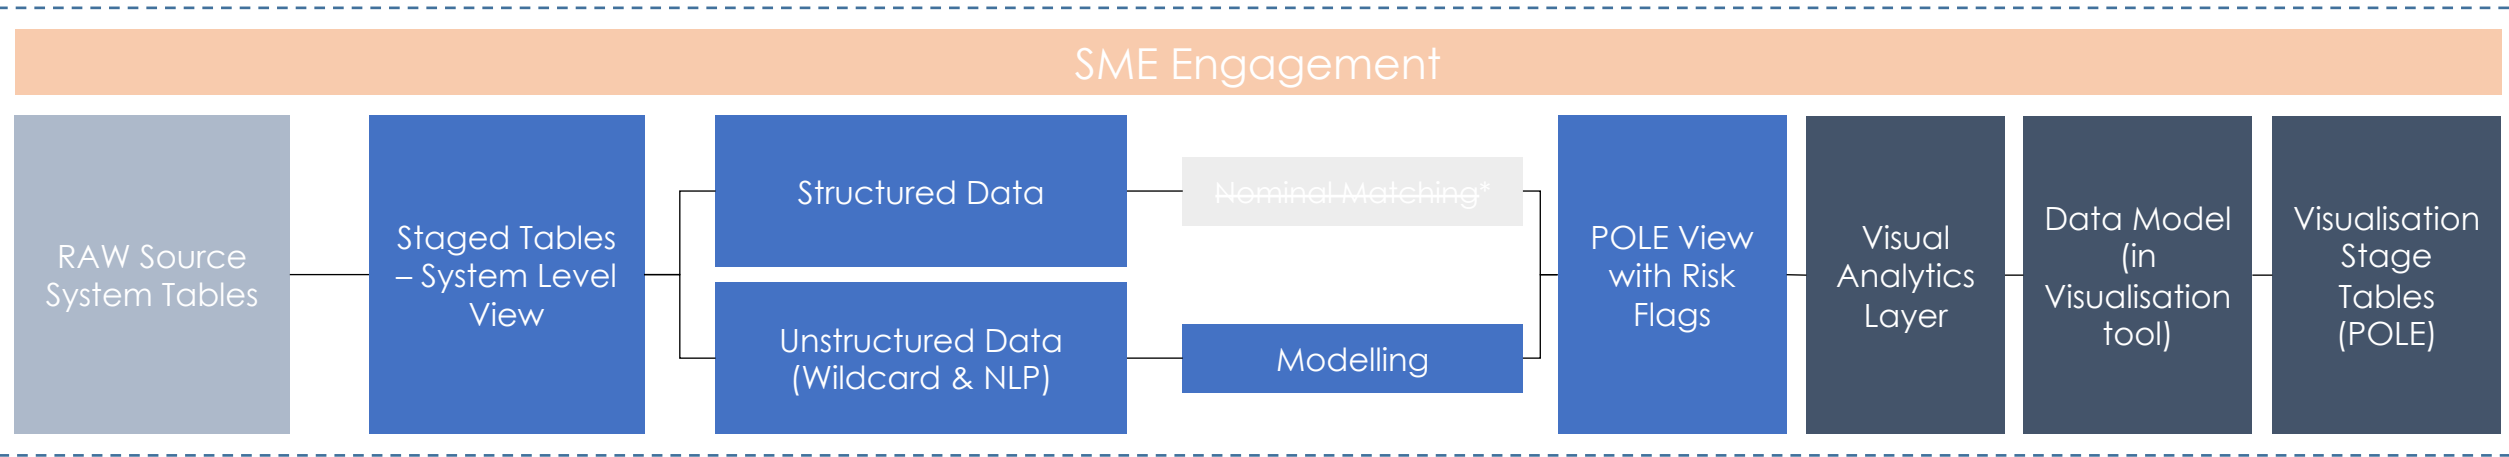 SME Engagement
RAW Source
System Tables
Staged Tables
– System Level
View
Structured Data
Unstructured Data
(Wildcard & NLP)
Nominal Matching*
Modelling
POLE View
with Risk
Flags
Visual
Analytics
Layer
Data Model
(in
Visualisation
tool)
Visualisation
Stage
Tables
(POLE)